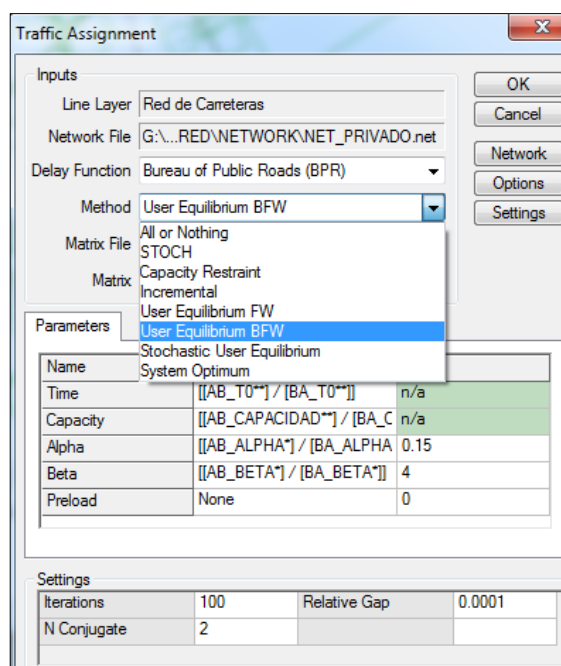 Traffic Assignment
Inputs
Line Layer Red de Carreteras
Network File G:\...RED\NETWORK\NET_PRIVADO.net
Delay Function Bureau of Public Roads (BPR)
Method User Equilibrium BFW
All or Nothing
STOCH
Capacity Restraint
Incremental
User Equilibrium FW
User Equilibrium BFW
Stochastic User Equilibrium
System Optimum
Matrix File
Matrix
OK
Cancel
Network
Options
Settings
Parameters
Name
Time [[AB_T0**] / [BA_T0**]] n/a
Capacity [[AB_CAPACIDAD**] / [BA_C n/a
Alpha [[AB_ALPHA*] / [BA_ALPHA 0.15
Beta [[AB_BETA*] / [BA_BETA*]] 4
Preload None 0
Settings
Iterations 100 Relative Gap 0.0001
N Conjugate 2